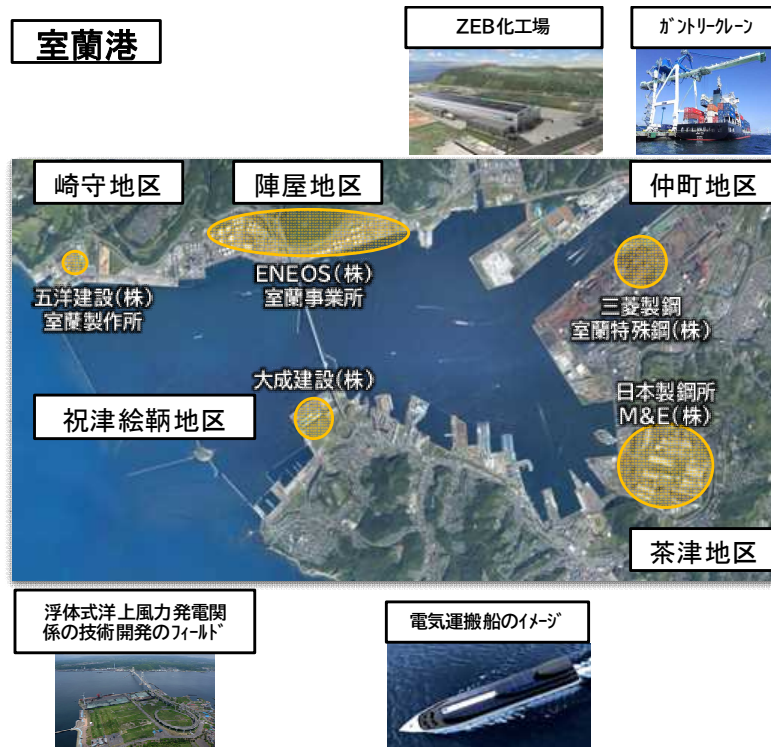 室蘭港
ZEB化工場
ｶﾞﾝﾄﾘｰｸﾚｰﾝ
崎守地区
陣屋地区
仲町地区
五洋建設(株)
室蘭製作所
ENEOS(株)
室蘭事業所
三菱製鋼
室蘭特殊鋼(株)
大成建設(株)
日本製鋼所
M&E(株)
祝津絵鞆地区
茶津地区
浮体式洋上風力発電関
係の技術開発のﾌｨｰﾙﾄﾞ
電気運搬船のｲﾒｰｼﾞ